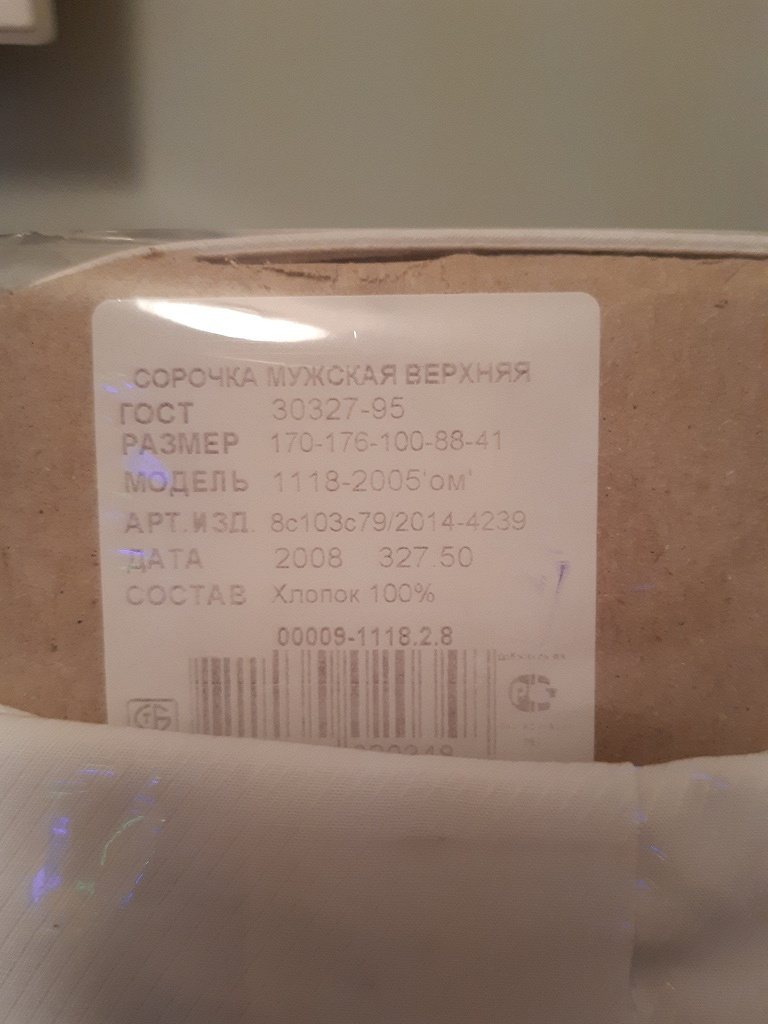 СОРОЧКА МУЖСКАЯ ВЕРХНЯЯ
ГОСТ 30327-95
РАЗМЕР 170-176-100-88-41
МОДЕЛЬ 1118-2005'ом'
АРТ.ИЗД. 8с103с79/2014-4239
ДАТА 2008 327.50
СОСТАВ Хлопок 100%
00009-1118.2.8